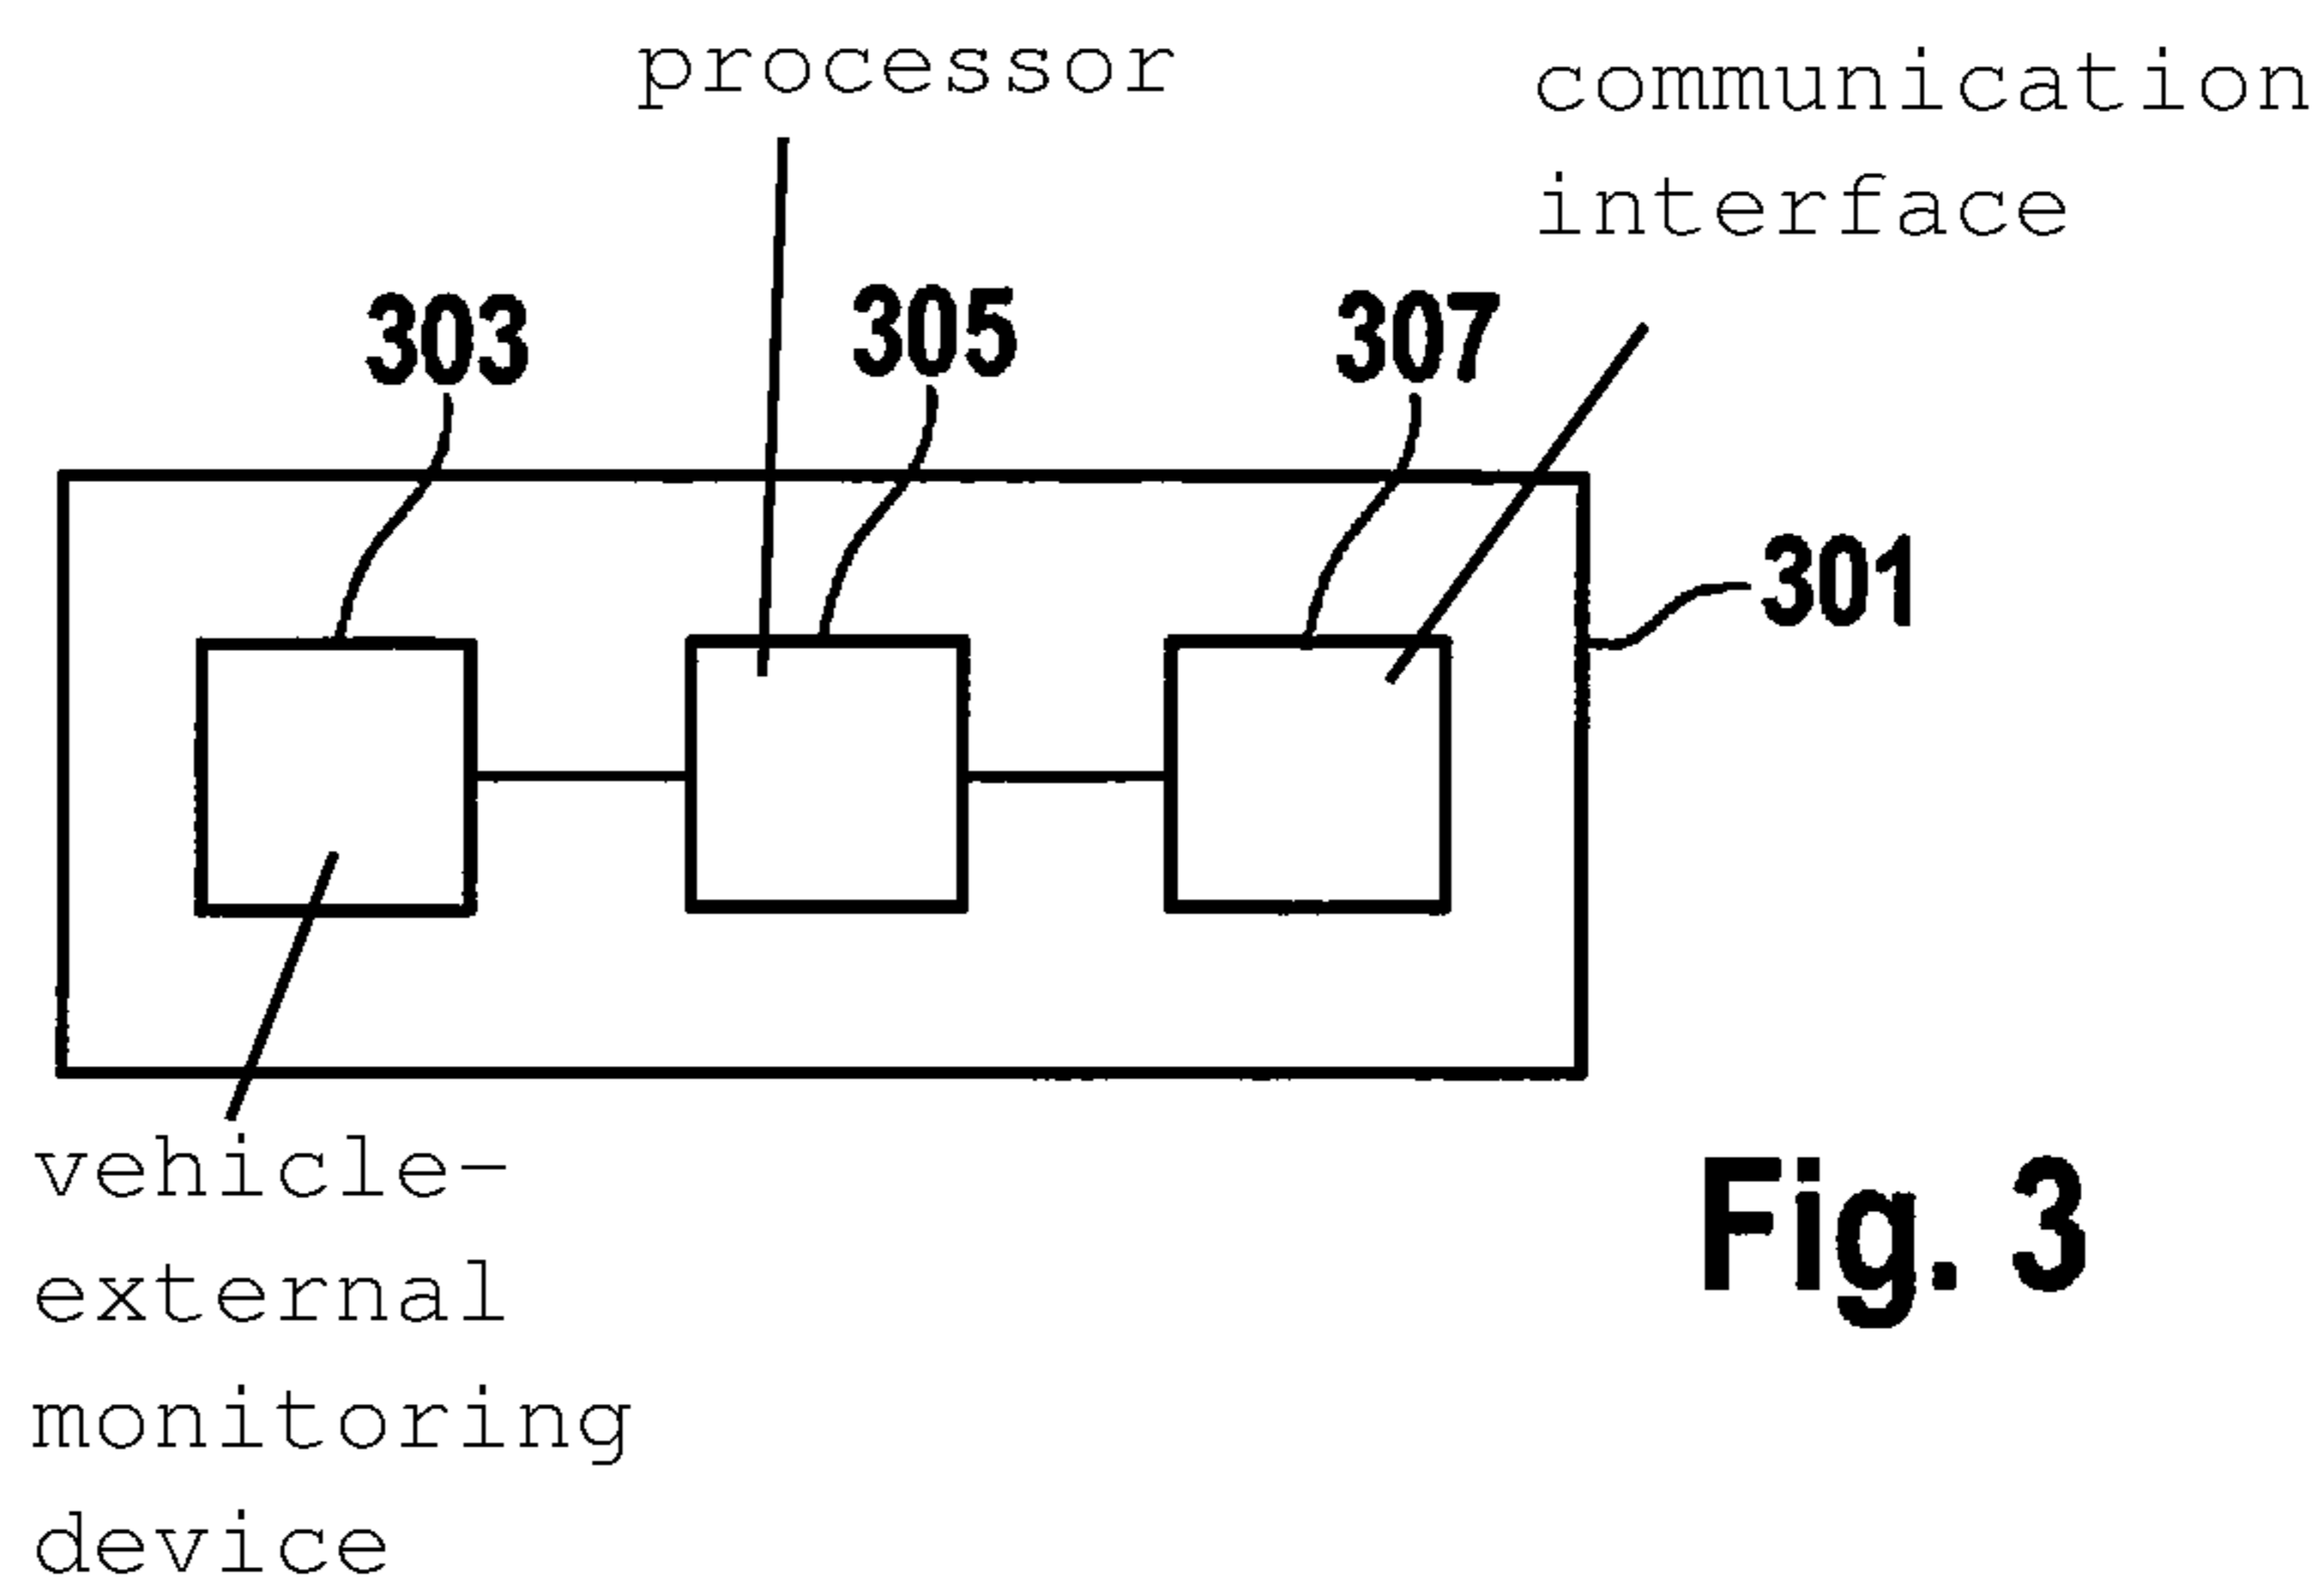 processor
communication
interface
303
305
307
301
vehicle-
external
monitoring
device
Fig. 3